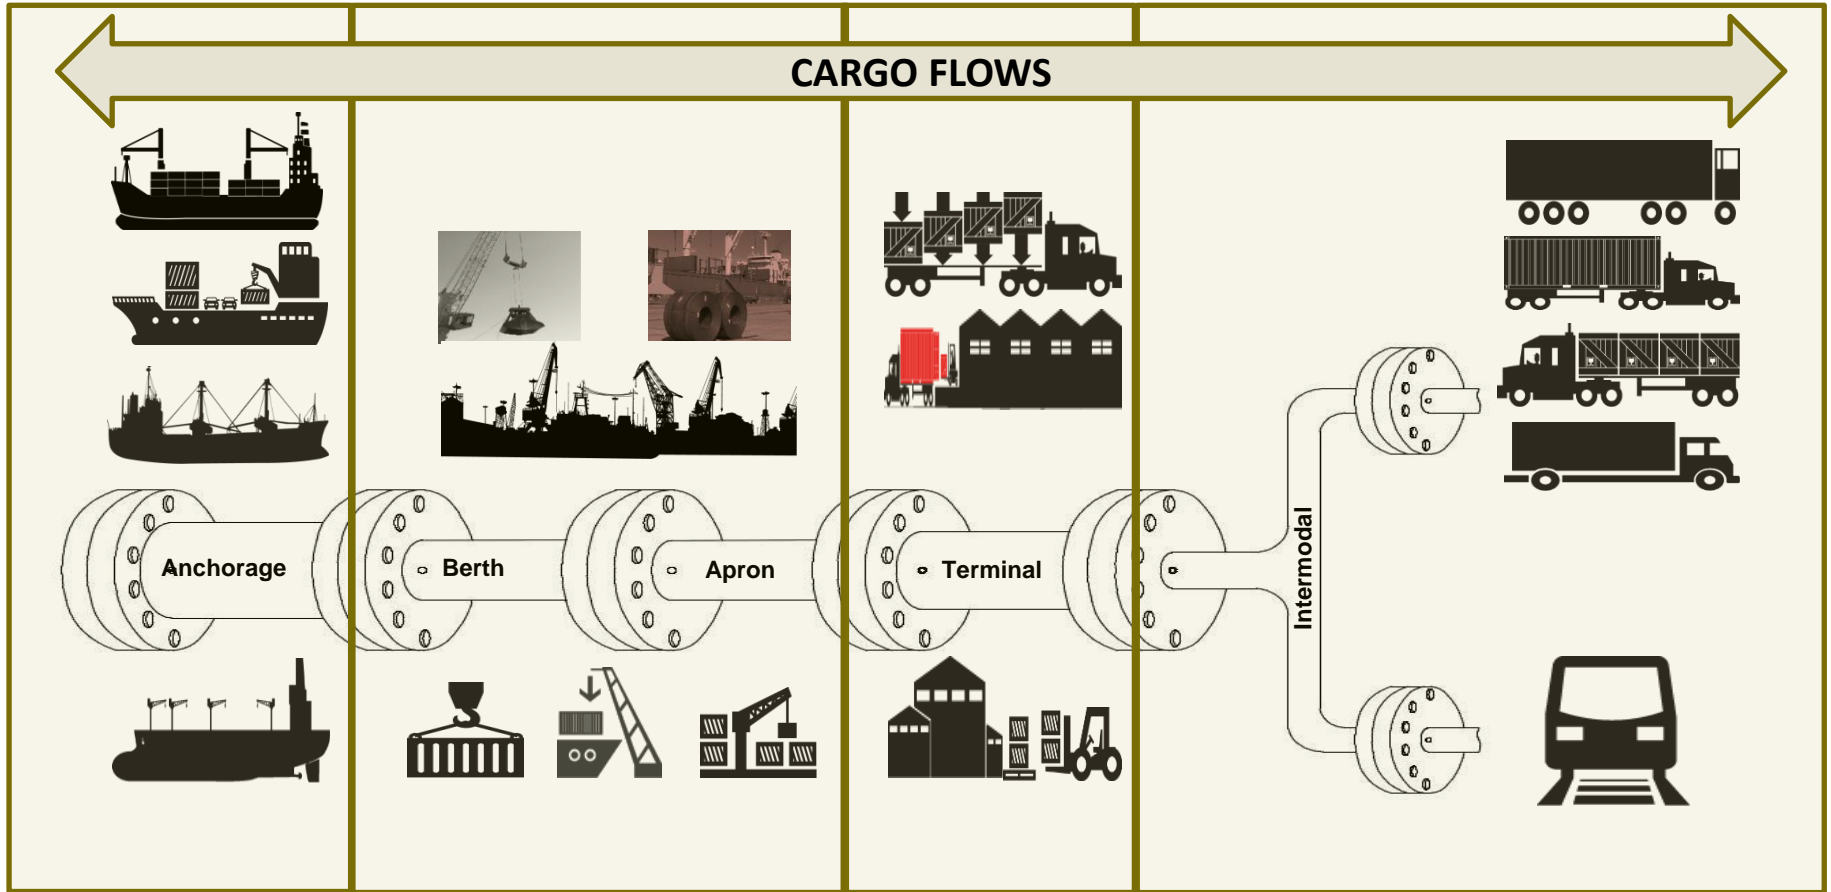 CARGO FLOWS
Anchorage
Berth
Apron
Terminal
Intermodal